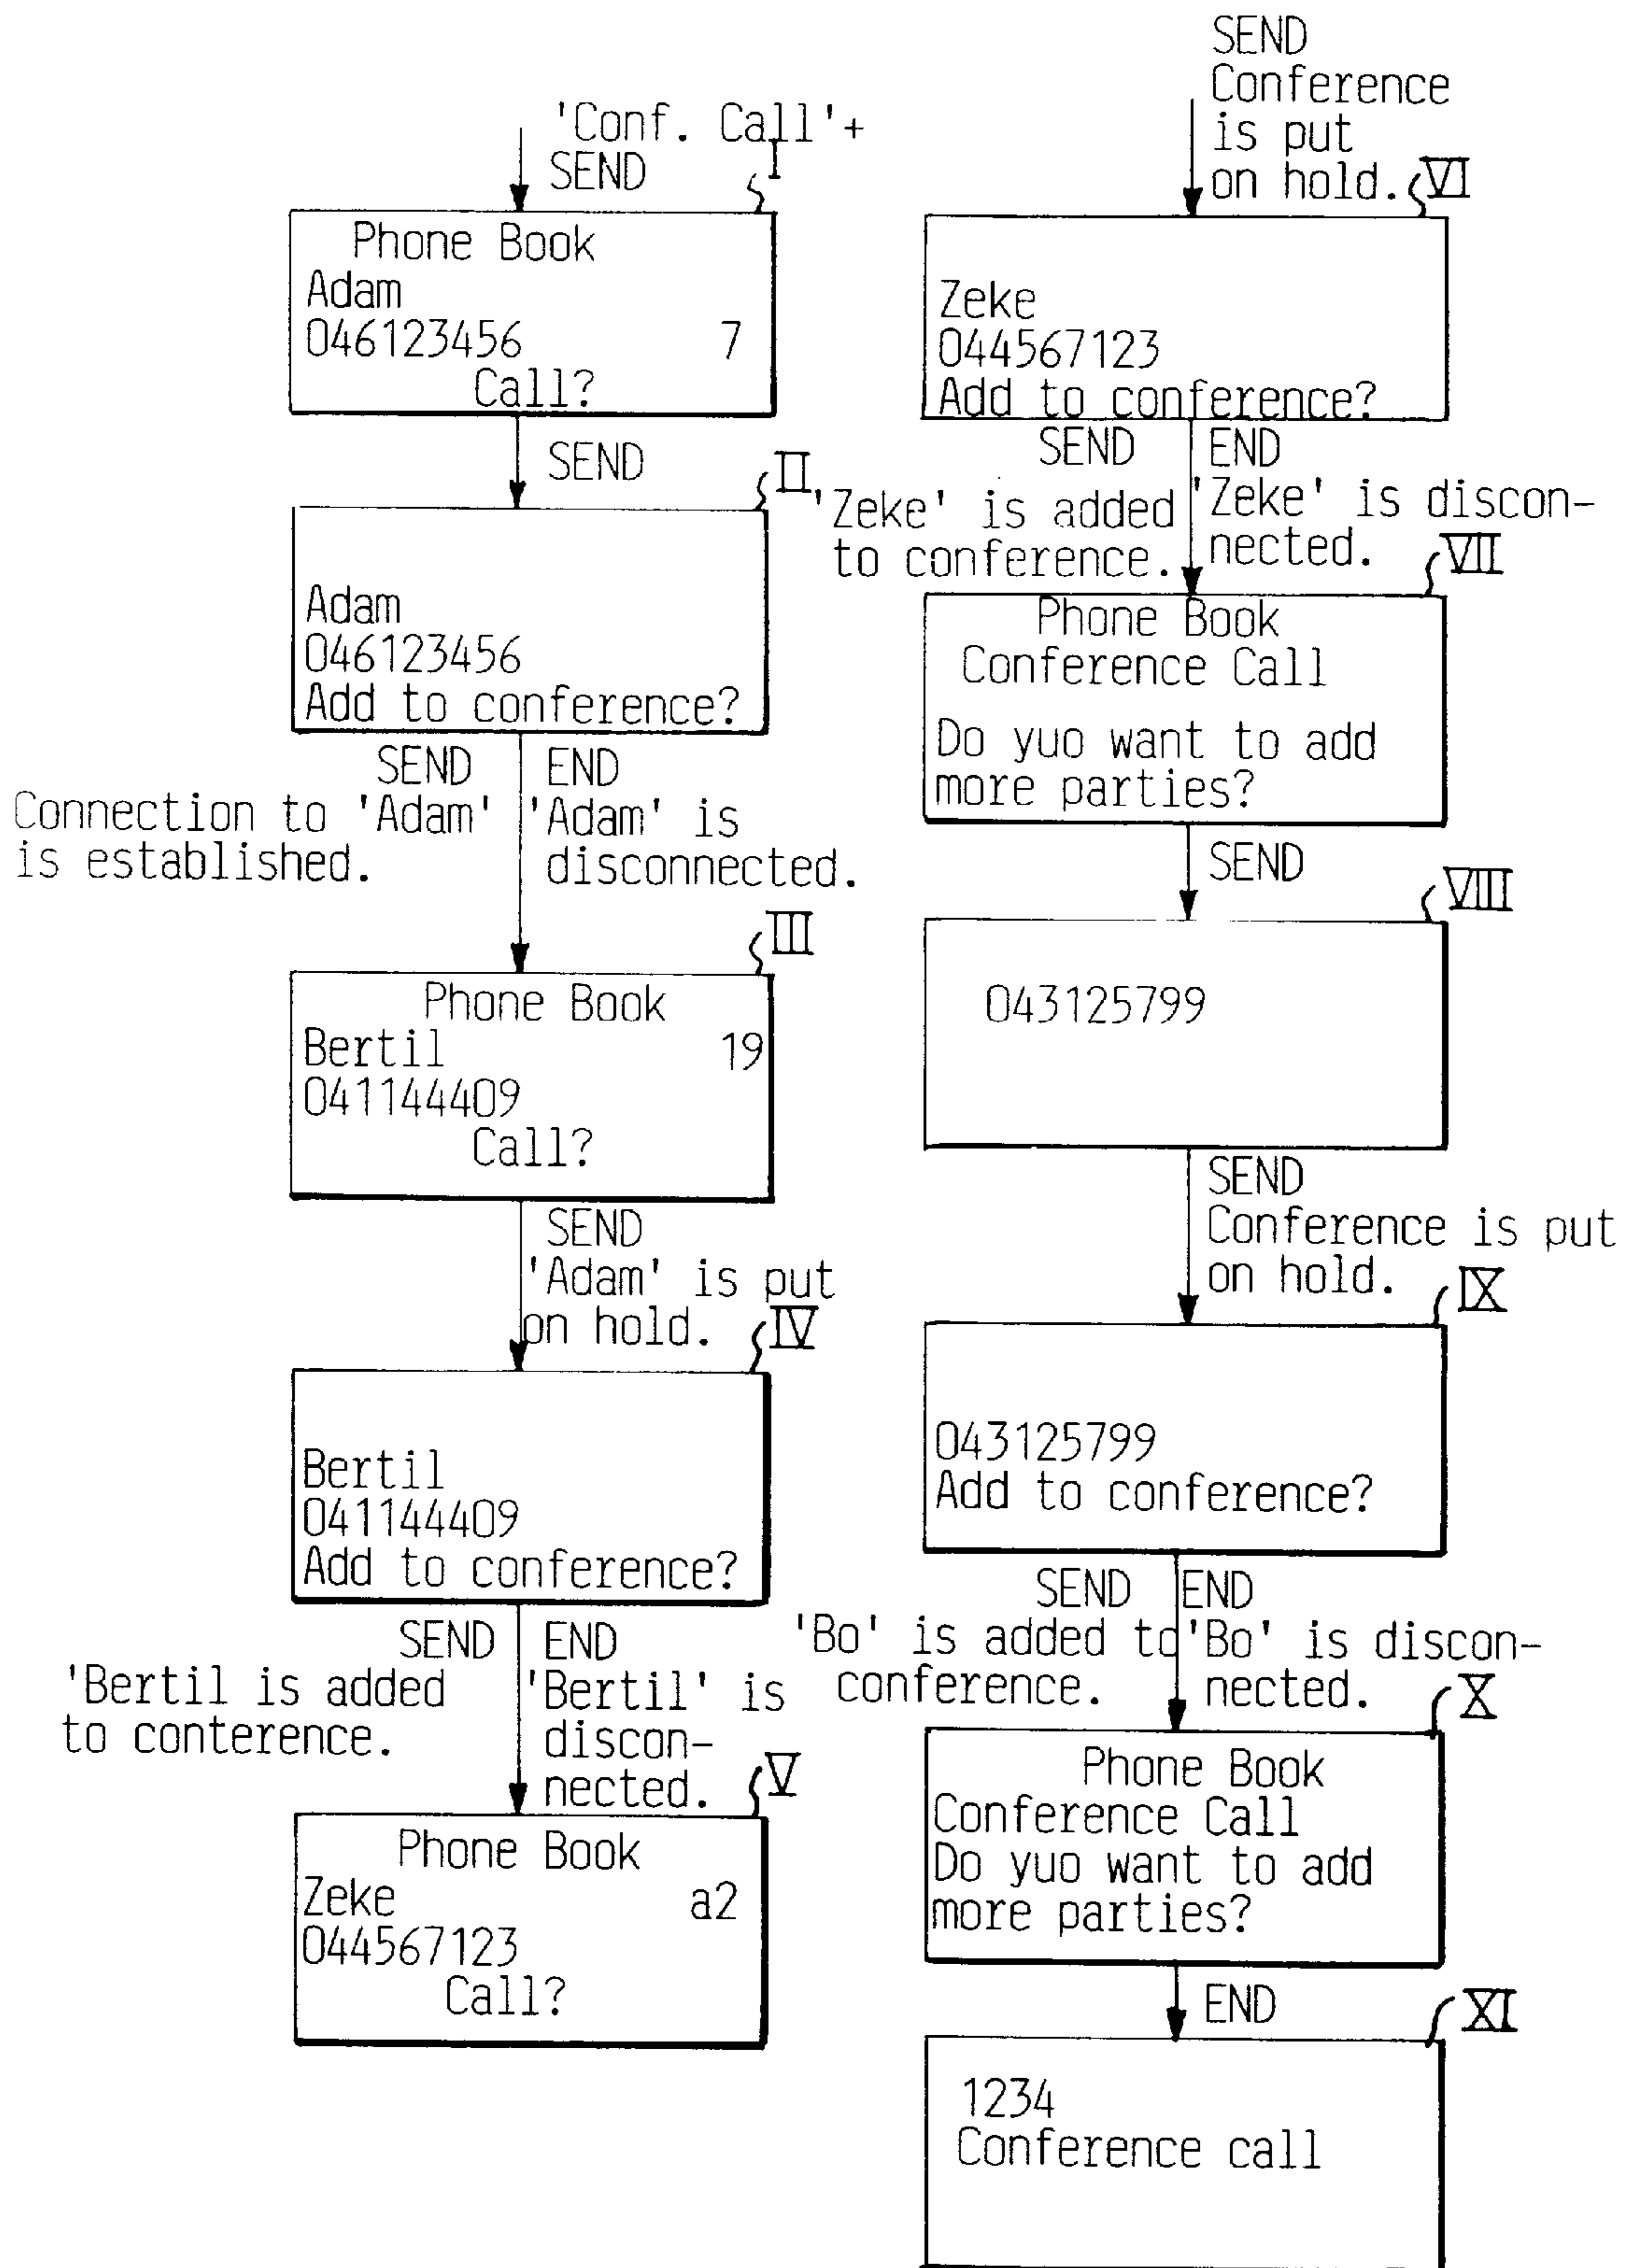 'Conf. Call'+
SEND
I
Phone Book
Adam
046123456 7
Call?
SEND
II
Adam
046123456
Add to conference?
SEND END
Connection to 'Adam'
is established.
'Adam' is
disconnected.
III
Phone Book
Bertil 19
041144409
Call?
SEND
'Adam' is put
on hold.
IV
Bertil
041144409
Add to conference?
SEND END
'Bertil is added
to conterence.
'Bertil' is
discon-
nected.
V
Phone Book
Zeke a2
044567123
Call?
SEND
Conference
is put
on hold.
VI
Zeke
044567123
Add to conference?
SEND END
'Zeke' is added
to conference.
'Zeke' is discon-
nected.
VII
Phone Book
Conference Call
Do yuo want to add
more parties?
SEND
VIII
043125799
SEND
Conference is put
on hold.
IX
043125799
Add to conference?
SEND END
'Bo' is added to
conference.
'Bo' is discon-
nected.
X
Phone Book
Conference Call
Do yuo want to add
more parties?
END
XI
1234
Conference call